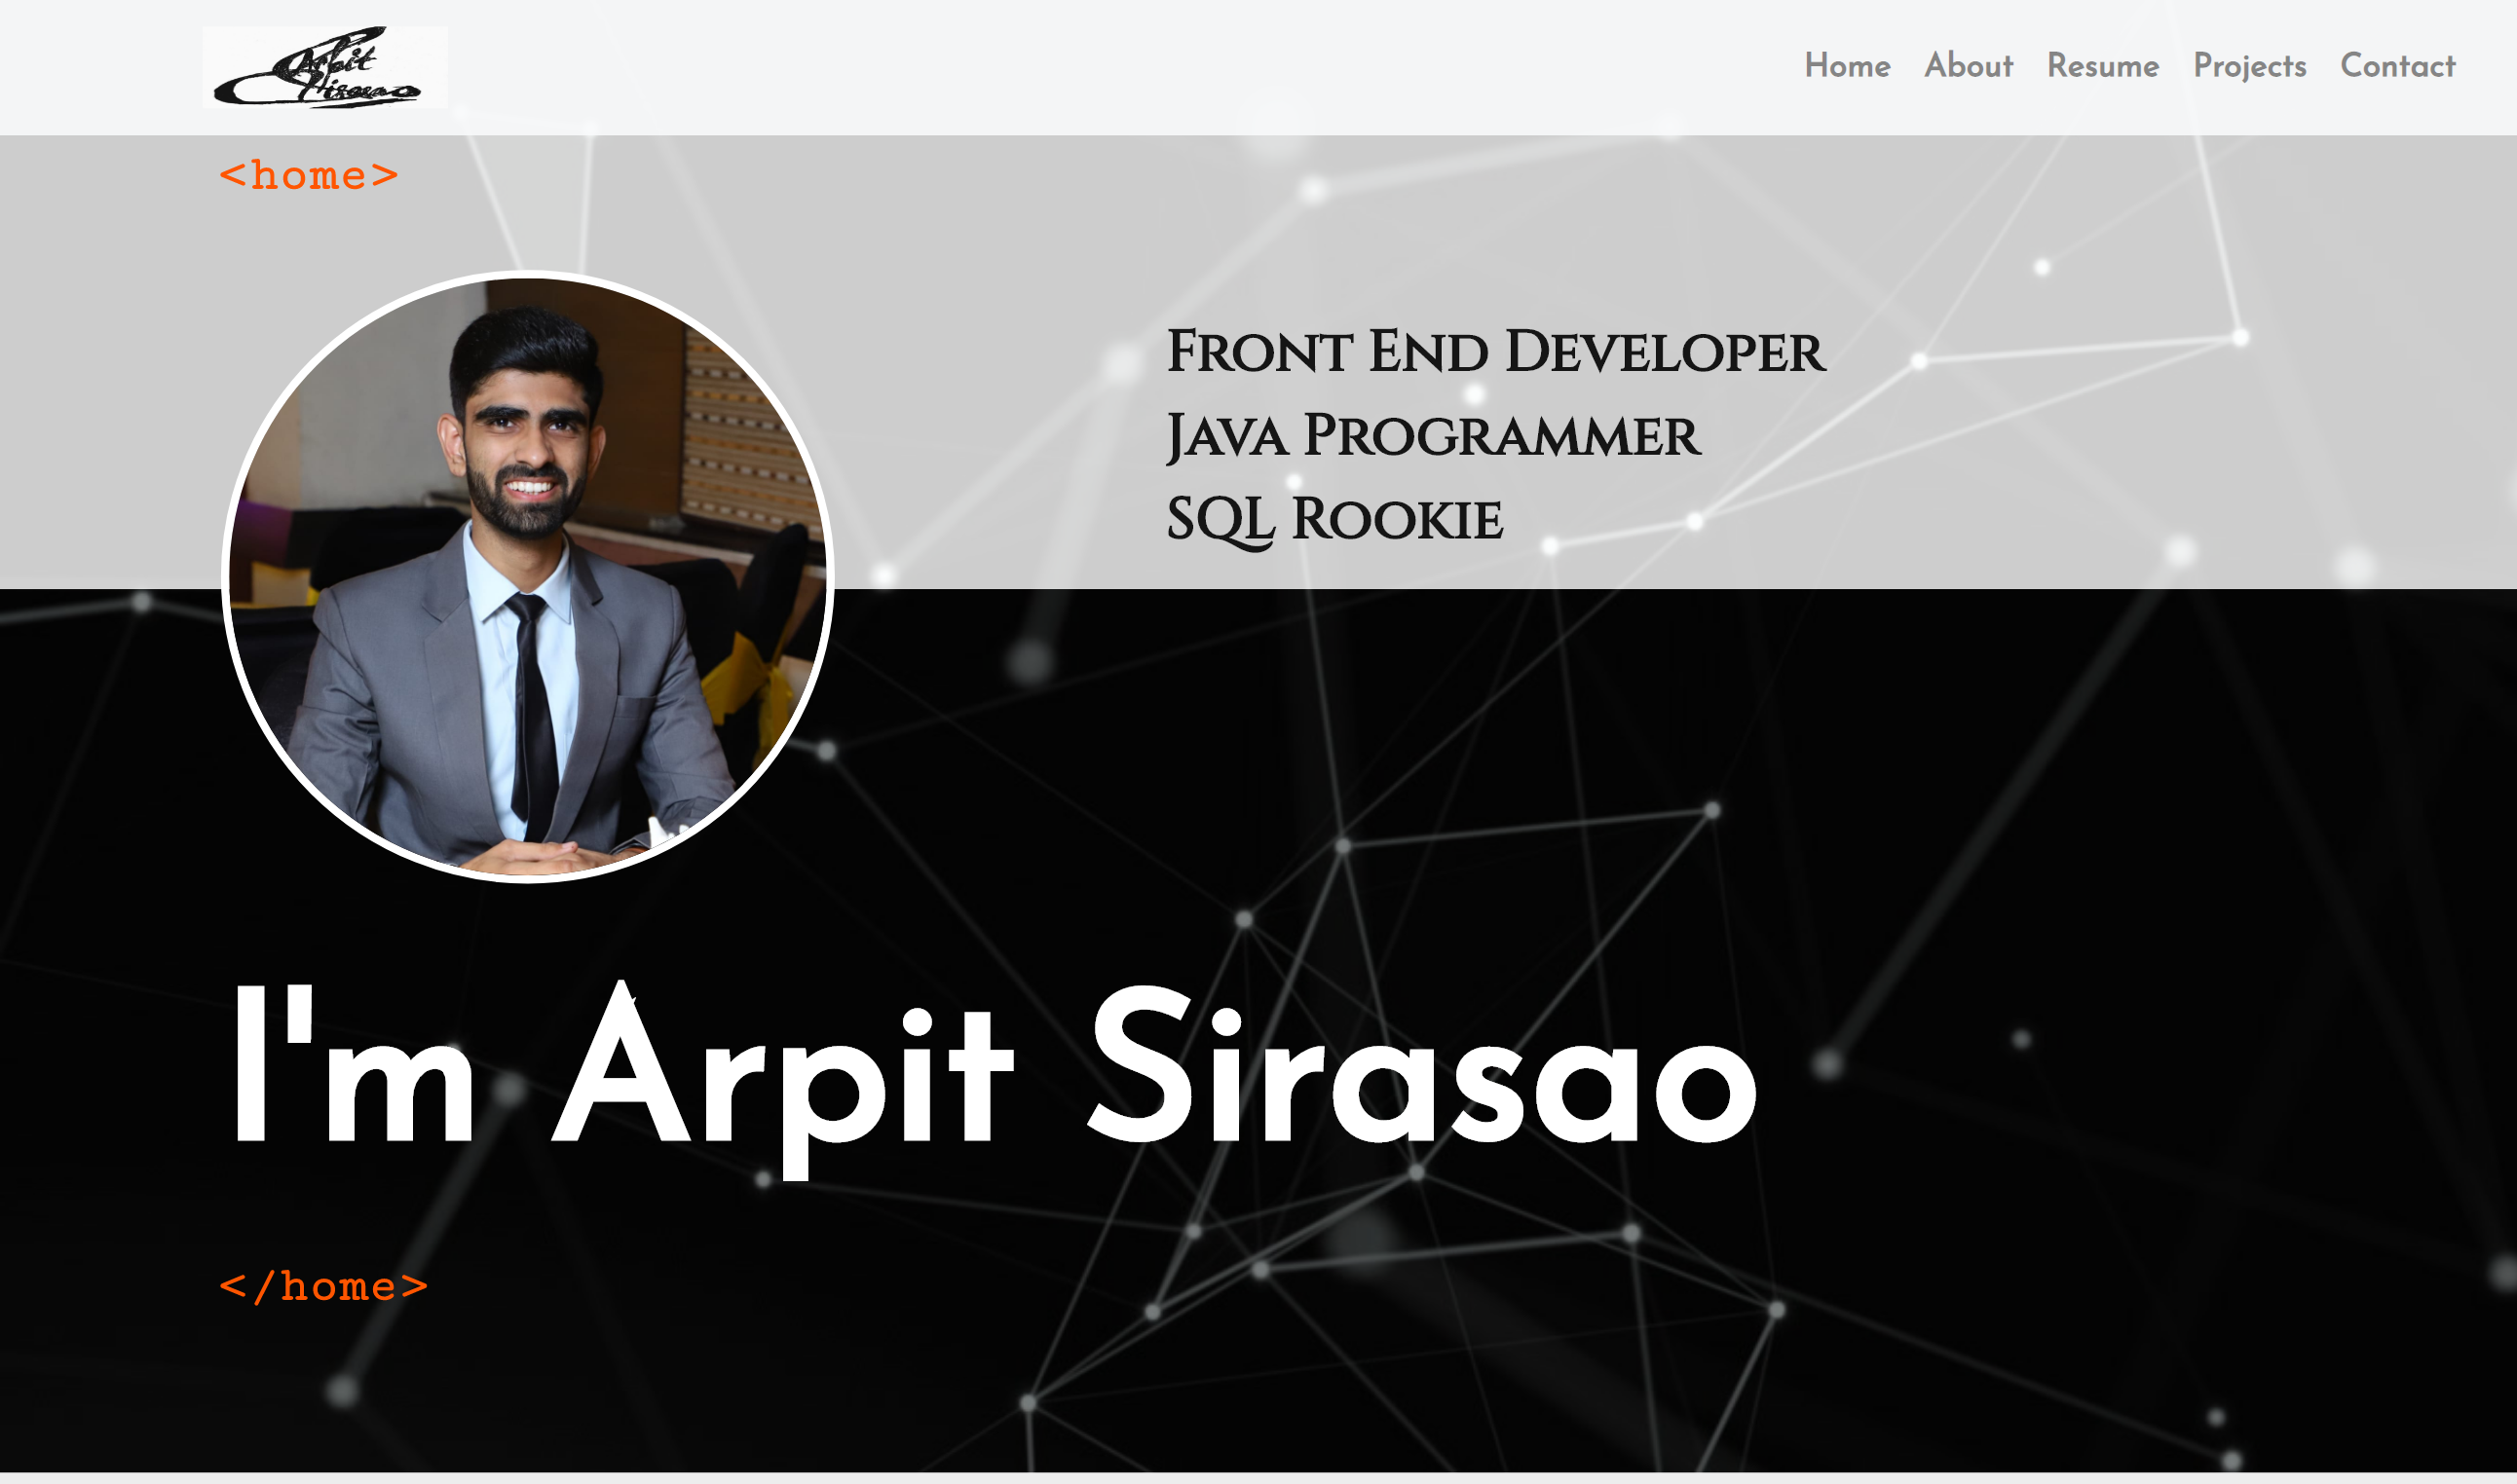 Arpit
Sirasao
Home About Resume Projects Contact
<home>
Front End Developer
Java Programmer
SQL Rookie
I'm Arpit Sirasao
</home>